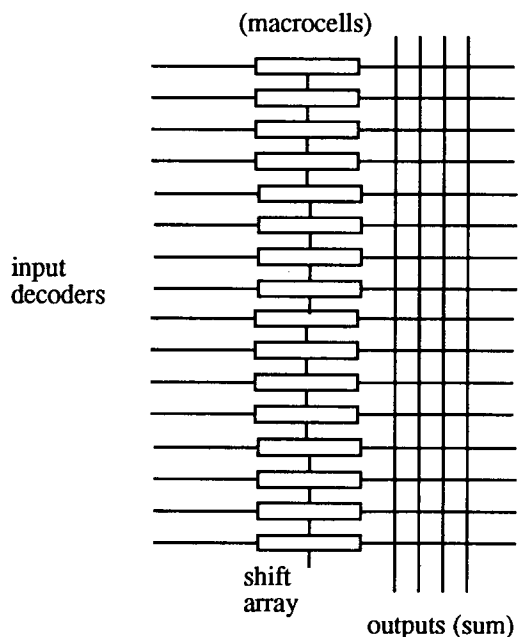 (macrocells)
input
decoders
shift
array
outputs (sum)